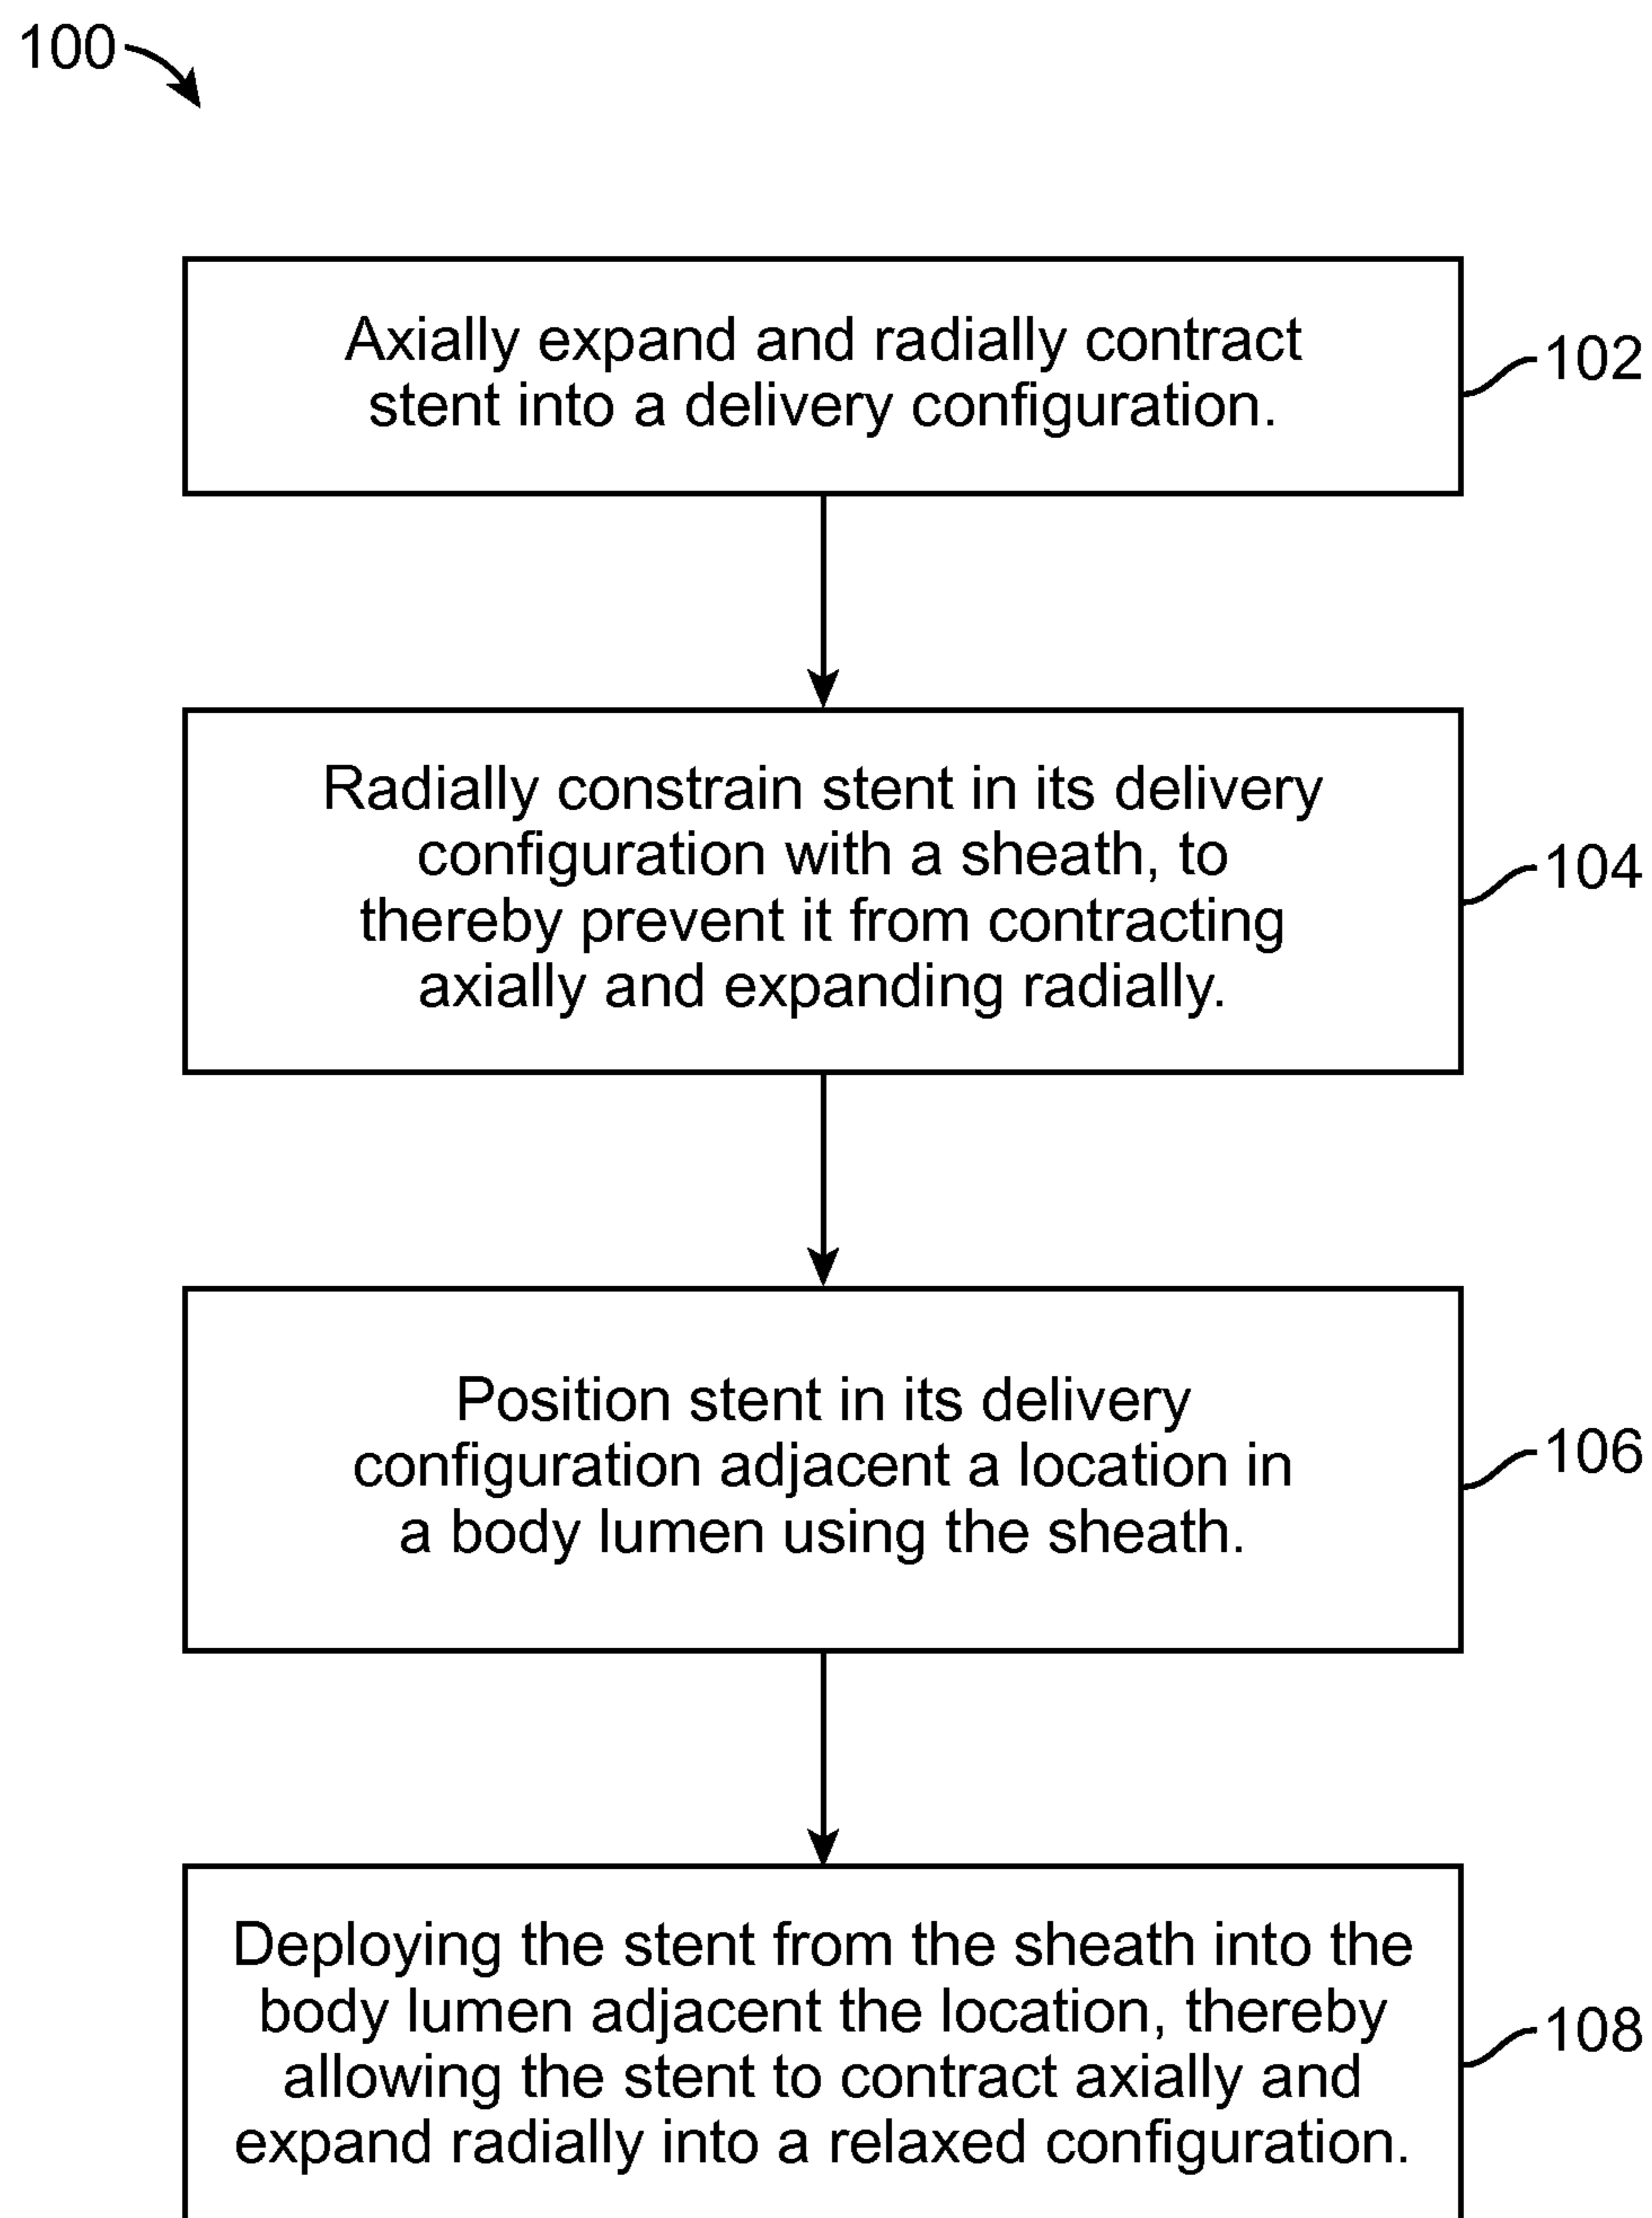 100
Axially expand and radially contract
stent into a delivery configuration.
102
Radially constrain stent in its delivery
configuration with a sheath, to
thereby prevent it from contracting
axially and expanding radially.
104
Position stent in its delivery
configuration adjacent a location in
a body lumen using the sheath.
106
Deploying the stent from the sheath into the
body lumen adjacent the location, thereby
allowing the stent to contract axially and
expand radially into a relaxed configuration.
108